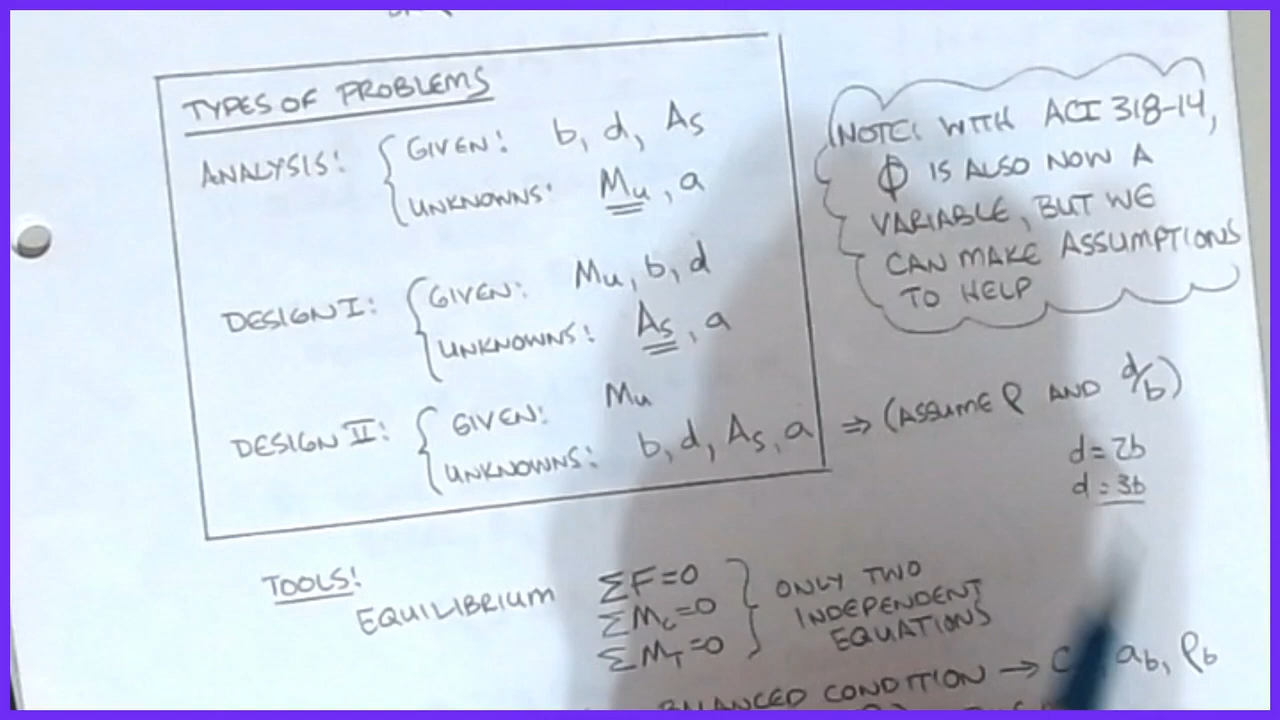 TYPES OF PROBLEMS
ANALYSIS: { GIVEN: b, d, As
UNKNOWNS: Mu, a
DESIGN I: { GIVEN: Mu, b, d
UNKNOWNS: As, a
DESIGN II: { GIVEN: Mu
UNKNOWNS: b, d, As, a ⇒ (ASSUME ρ AND d/b)
d = 2b
d = 3b
NOTE: WITH ACI 318-14,
φ IS ALSO NOW A
VARIABLE, BUT WE
CAN MAKE ASSUMPTIONS
TO HELP
TOOLS:
EQUILIBRIUM ΣF=0
ΣMc=0
ΣMT=0
} ONLY TWO
INDEPENDENT
EQUATIONS
BALANCED CONDITION → ab, ρb